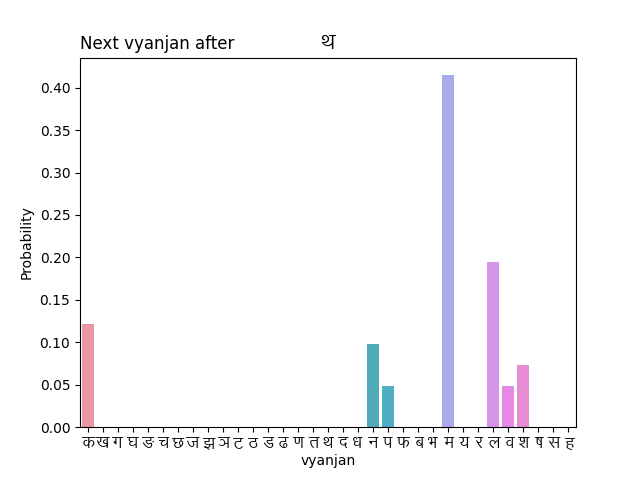 Next vyanjan after थ
0.40
0.35
0.30
0.25
0.20
0.15
0.10
0.05
0.00
Probability
क ख ग घ ङ च छ ज झ ञ ट ठ ड ढ ण त थ द ध न प फ ब भ म य र ल व श ष स ह
vyanjan